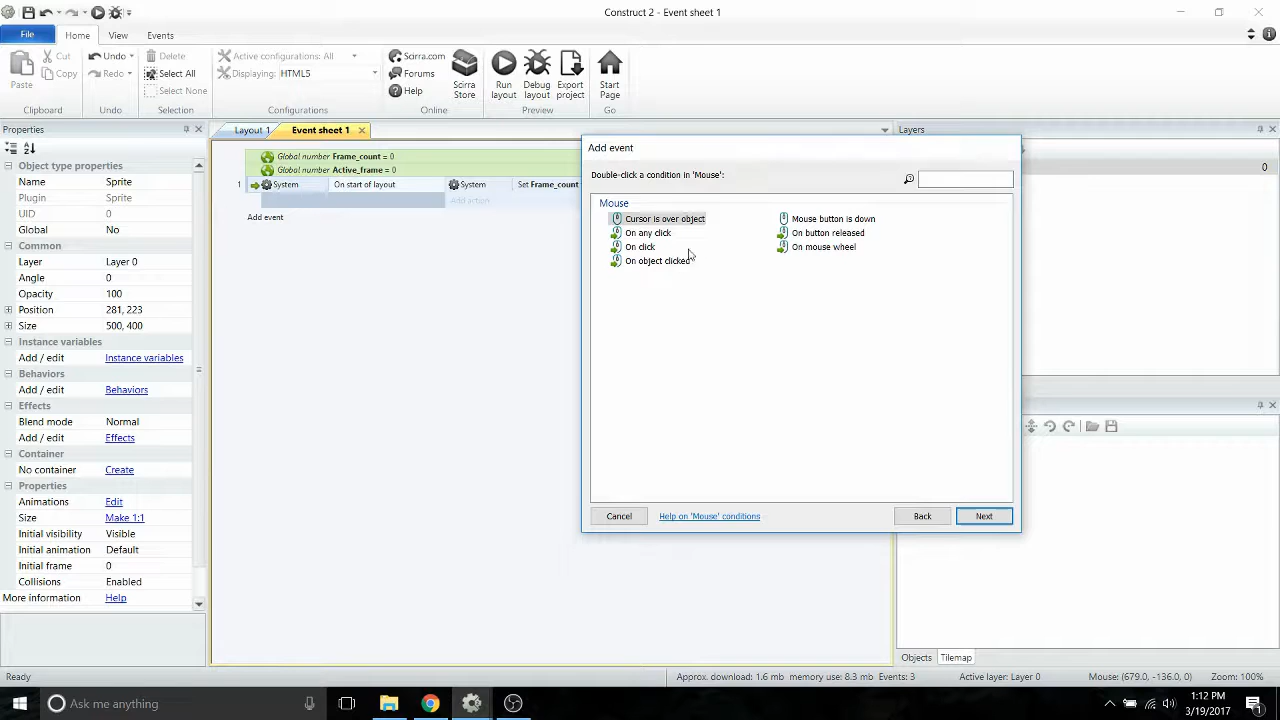 Construct 2 - Event sheet 1
File Home View Events
Paste Cut Copy
Undo Redo
Delete Select All Select None
Active configurations: All
Displaying: HTML5
Scirra.com Forums Help
Scirra Store
Run layout Debug layout Export project
Start Page
Clipboard Undo Selection Configurations Online Preview Go
Properties
Object type properties
Name Sprite
Plugin Sprite
UID 0
Global No
Common
Layer Layer 0
Angle 0
Opacity 100
Position 281, 223
Size 500, 400
Instance variables
Add / edit Instance variables
Behaviors
Add / edit Behaviors
Effects
Blend mode Normal
Add / edit Effects
Container
No container Create
Properties
Animations Edit
Size Make 1:1
Initial visibility Visible
Initial animation Default
Initial frame 0
Collisions Enabled
More information Help
Layout 1 Event sheet 1
Global number Frame_count = 0
Global number Active_frame = 0
1 System On start of layout System Set Frame_count
Add action
Add event
Add event
Double-click a condition in 'Mouse':
Mouse
Cursor is over object Mouse button is down
On any click On button released
On click On mouse wheel
On object clicked
Cancel Help on 'Mouse' conditions Back Next
Layers
0
Objects Tilemap
Ready Approx. download: 1.6 mb memory use: 8.3 mb Events: 3 Active layer: Layer 0 Mouse: (679.0, -136.0, 0) Zoom: 100%
Ask me anything
1:12 PM
3/19/2017